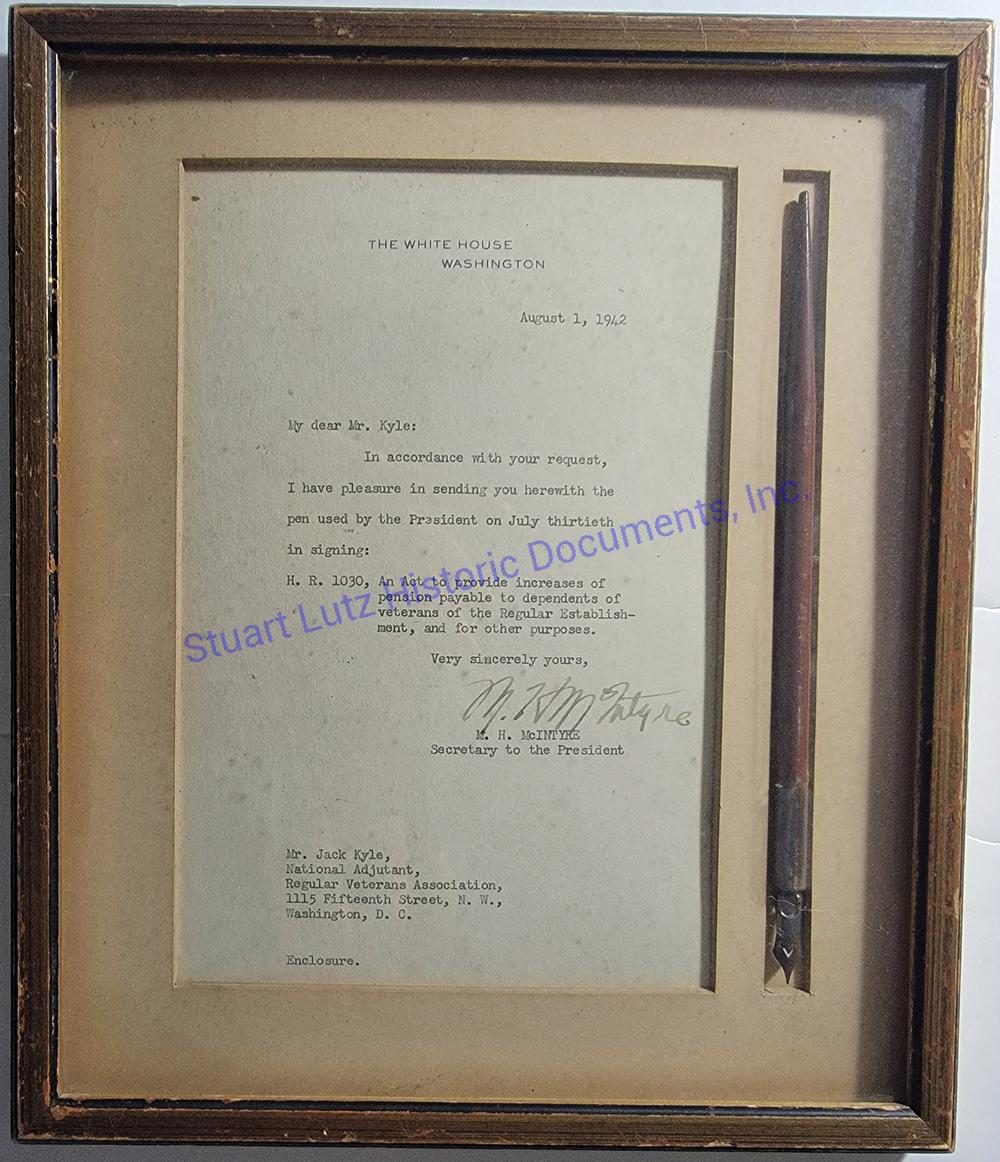 THE WHITE HOUSE
WASHINGTON
August 1, 1942
My dear Mr. Kyle:
In accordance with your request,
I have pleasure in sending you herewith the
pen used by the President on July thirtieth
in signing:
H. R. 1030, An Act to provide increases of
pension payable to dependents of
veterans of the Regular Establish-
ment, and for other purposes.
Very sincerely yours,
M. H. McIntyre
M. H. McINTYRE
Secretary to the President
Mr. Jack Kyle,
National Adjutant,
Regular Veterans Association,
1115 Fifteenth Street, N. W.,
Washington, D. C.
Enclosure.
Stuart Lutz Historic Documents, Inc.